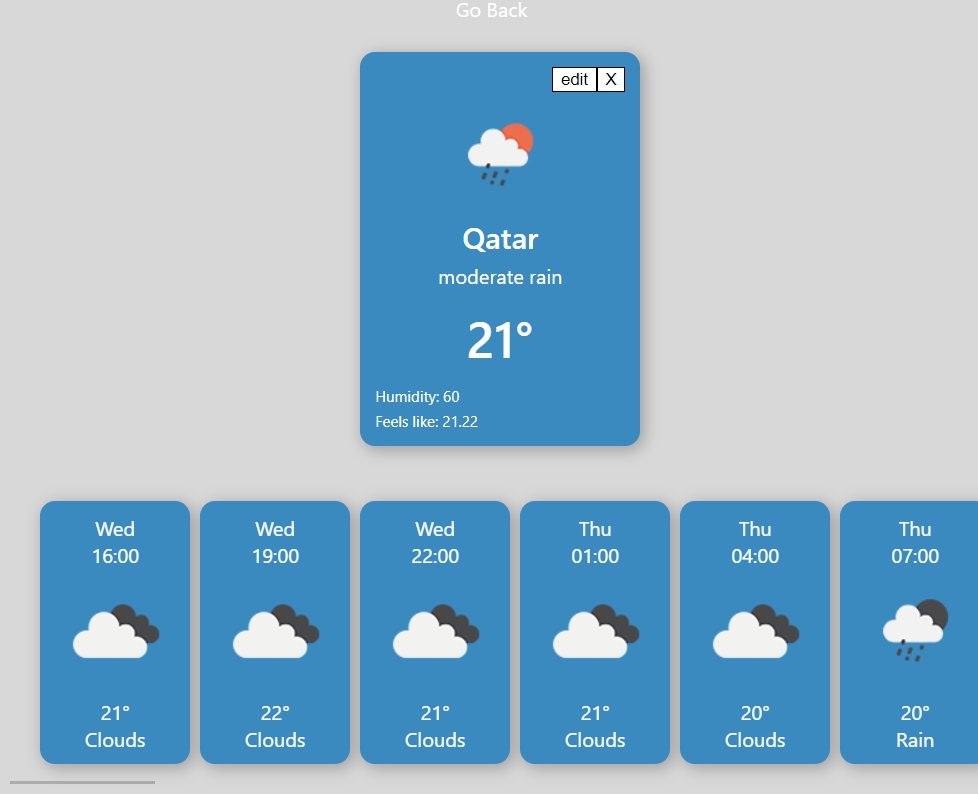 Go Back
edit X
Qatar
moderate rain
21°
Humidity: 60
Feels like: 21.22
Wed
16:00
21°
Clouds
Wed
19:00
22°
Clouds
Wed
22:00
21°
Clouds
Thu
01:00
21°
Clouds
Thu
04:00
20°
Clouds
Thu
07:00
20°
Rain